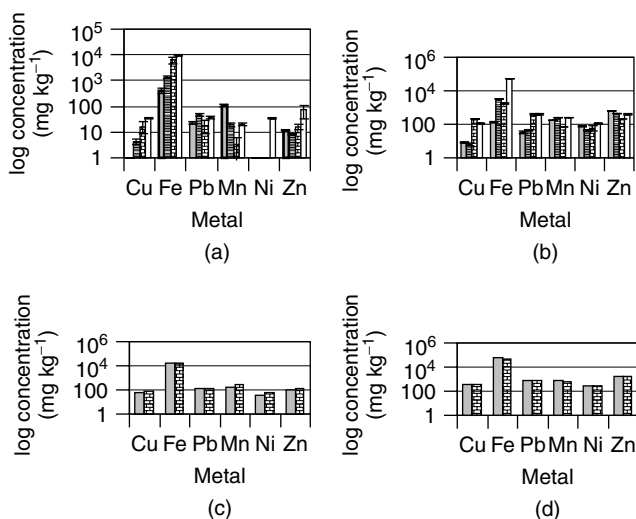 log concentration
(mg kg⁻¹)
10⁵
10⁴
10³
100
10
1
Cu Fe Pb Mn Ni Zn
Metal
(a)
log concentration
(mg kg⁻¹)
10⁶
10⁴
100
1
Cu Fe Pb Mn Ni Zn
Metal
(b)
log concentration
(mg kg⁻¹)
10⁶
10⁴
100
1
Cu Fe Pb Mn Ni Zn
Metal
(c)
log concentration
(mg kg⁻¹)
10⁶
10⁴
100
1
Cu Fe Pb Mn Ni Zn
Metal
(d)